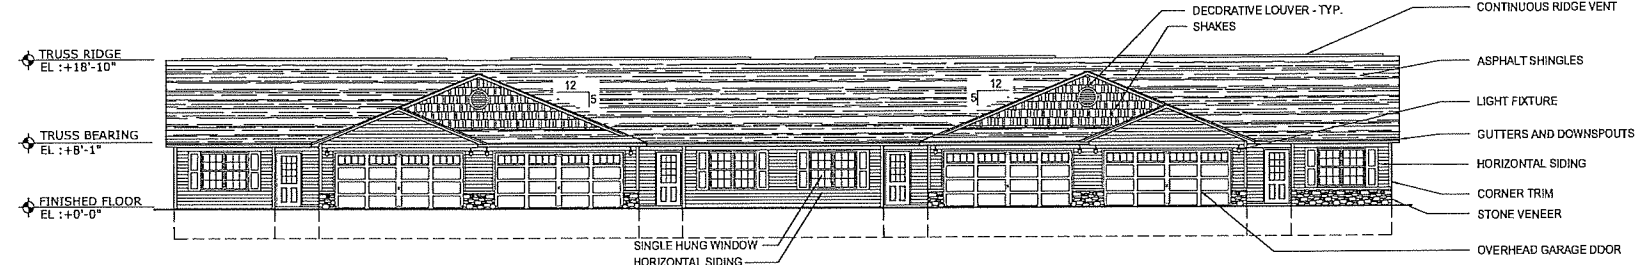 DECORATIVE LOUVER - TYP.
SHAKES
CONTINUOUS RIDGE VENT
TRUSS RIDGE
EL :+18'-10"
ASPHALT SHINGLES
12
5
12
5
LIGHT FIXTURE
TRUSS BEARING
EL :+8'-1"
GUTTERS AND DOWNSPOUTS
HORIZONTAL SIDING
CORNER TRIM
FINISHED FLOOR
EL :+0'-0"
STONE VENEER
SINGLE HUNG WINDOW
HORIZONTAL SIDING
OVERHEAD GARAGE DOOR